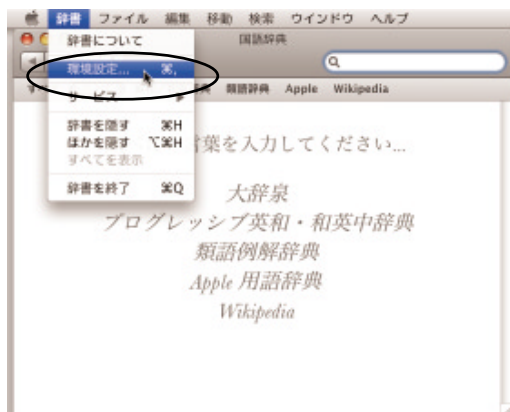 辞書 ファイル 編集 移動 検索 ウインドウ ヘルプ
辞書について
国語辞典
環境設定... ⌘,
サービス
類語辞典 Apple Wikipedia
辞書を隠す ⌘H
ほかを隠す ⌥⌘H
すべてを表示
葉を入力してください...
辞書を終了 ⌘Q
大辞泉
プログレッシブ英和・和英中辞典
類語例解辞典
Apple 用語辞典
Wikipedia